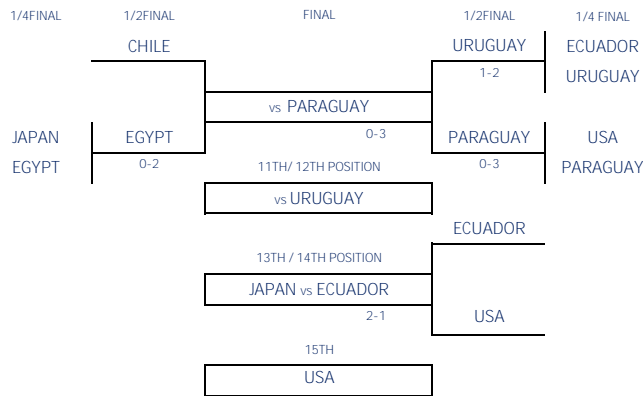 1/4FINAL 1/2FINAL FINAL 1/2FINAL 1/4 FINAL
CHILE URUGUAY ECUADOR
1-2 URUGUAY
vs PARAGUAY
0-3
JAPAN EGYPT PARAGUAY USA
EGYPT 0-2 0-3 PARAGUAY
11TH/ 12TH POSITION
vs URUGUAY
ECUADOR
13TH / 14TH POSITION
JAPAN vs ECUADOR
2-1 USA
15TH
USA